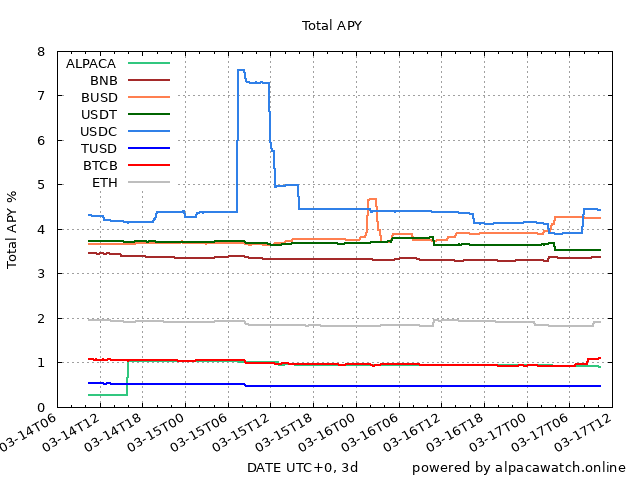 Total APY
8
7
6
5
4
3
2
1
0
Total APY %
ALPACA
BNB
BUSD
USDT
USDC
TUSD
BTCB
ETH
03-14T06
03-14T12
03-14T18
03-15T00
03-15T06
03-15T12
03-15T18
03-16T00
03-16T06
03-16T12
03-16T18
03-17T00
03-17T06
03-17T12
DATE UTC+0, 3d
powered by alpacawatch.online